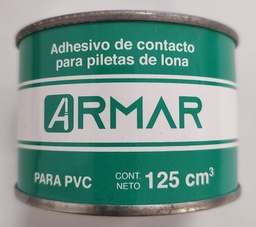 Adhesivo de contacto
para piletas de lona
ARMAR
PARA PVC CONT. NETO 125 cm³